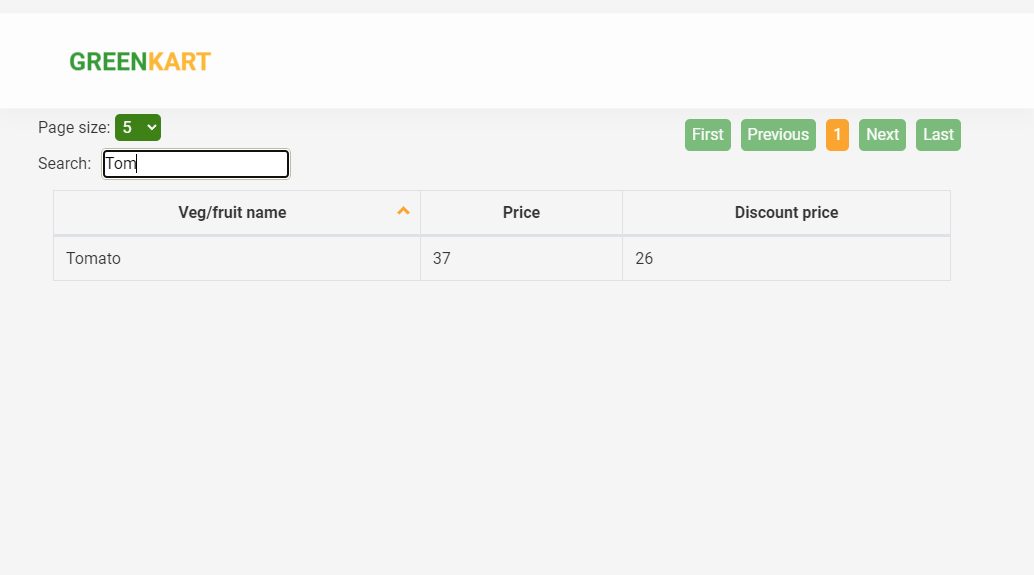 GREENKART
Page size: 5
First Previous 1 Next Last
Search: Tom
Veg/fruit name Price Discount price
Tomato 37 26